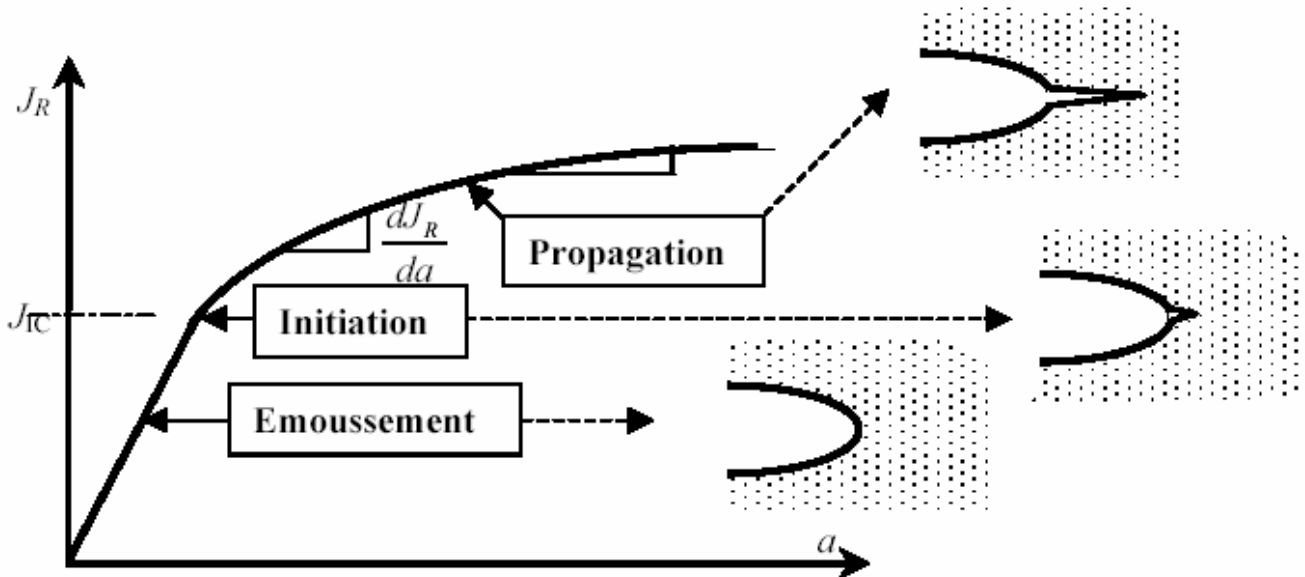 J_R
dJ_R
da
Propagation
J_IC
Initiation
Emoussement
a